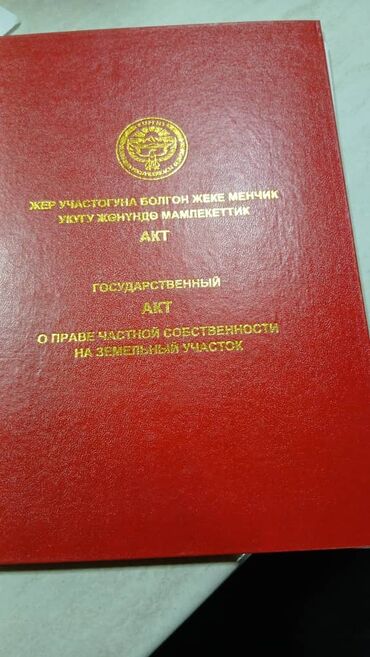 ЖЕР УЧАСТОГУНА БОЛГОН ЖЕКЕ МЕНЧИК
УКУГУ ЖӨНҮНДӨ МАМЛЕКЕТТИК
АКТ
ГОСУДАРСТВЕННЫЙ
АКТ
О ПРАВЕ ЧАСТНОЙ СОБСТВЕННОСТИ
НА ЗЕМЕЛЬНЫЙ УЧАСТОК